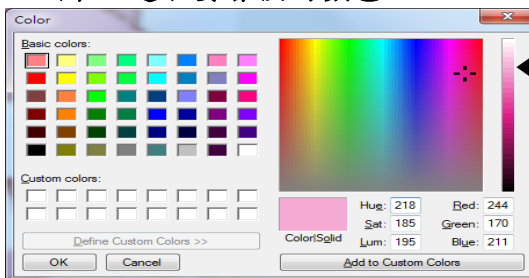 Color
Basic colors:
Custom colors:
Define Custom Colors >>
OK Cancel
Color|Solid
Hue: 218 Red: 244
Sat: 185 Green: 170
Lum: 195 Blue: 211
Add to Custom Colors